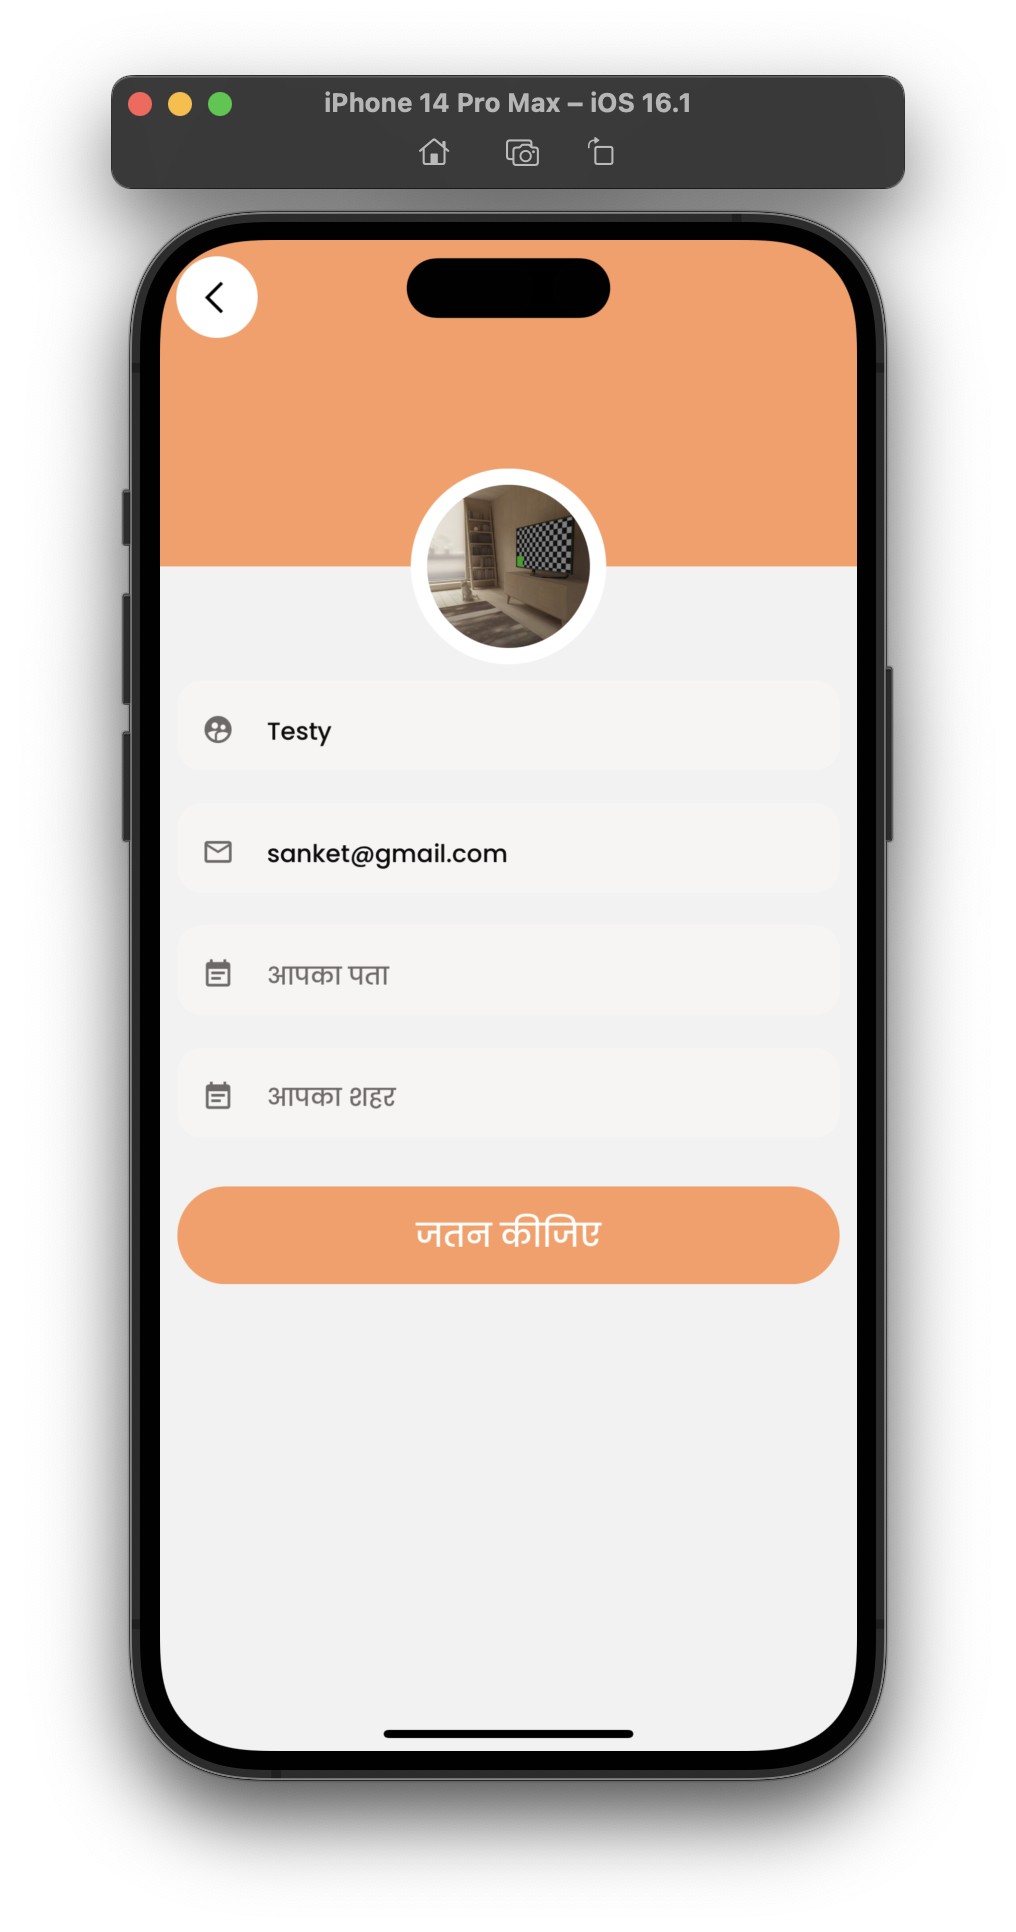 iPhone 14 Pro Max – iOS 16.1
Testy
sanket@gmail.com
आपका पता
आपका शहर
जतन कीजिए